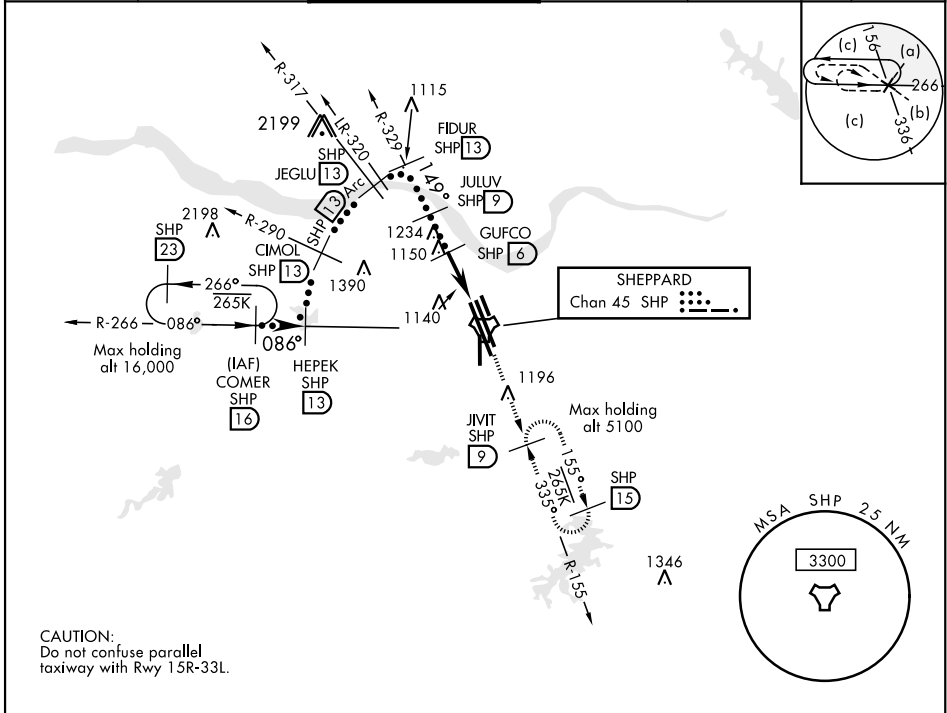 R-317
LR-320
R-329
1115
2199
SHP
JEGLU 13
SHP 13 Arc
FIDUR
SHP 13
149°
JULUV
SHP 9
1234
1150
GUFCO
SHP 6
2198
R-290
SHP
23
CIMOL
SHP 13
1390
266°
265K
1140
R-266
086°
086°
Max holding
alt 16,000
(IAF)
COMER
SHP
16
HEPEK
SHP
13
SHEPPARD
Chan 45 SHP
1196
JIVIT
SHP
9
Max holding
alt 5100
155°
265K
335°
SHP
15
R-155
1346
(c)
156
(a)
266
(b)
(c)
336
MSA SHP 25 NM
3300
CAUTION:
Do not confuse parallel
taxiway with Rwy 15R-33L.